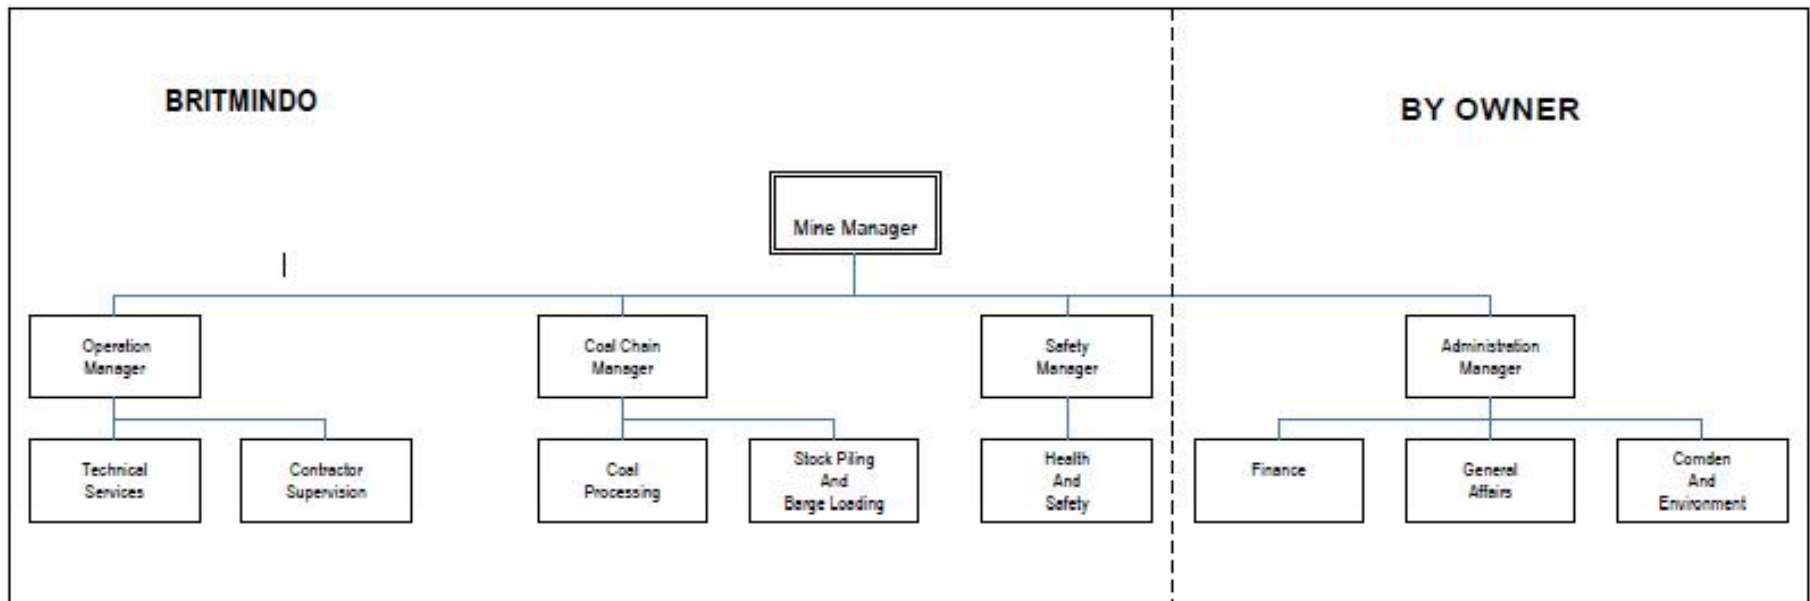 BRITMINDO
BY OWNER
Mine Manager
Operation
Manager
Coal Chain
Manager
Safety
Manager
Administration
Manager
Technical
Services
Contractor
Supervision
Coal
Processing
Stock Piling
And
Barge Loading
Health
And
Safety
Finance
General
Affairs
Comden
And
Environment